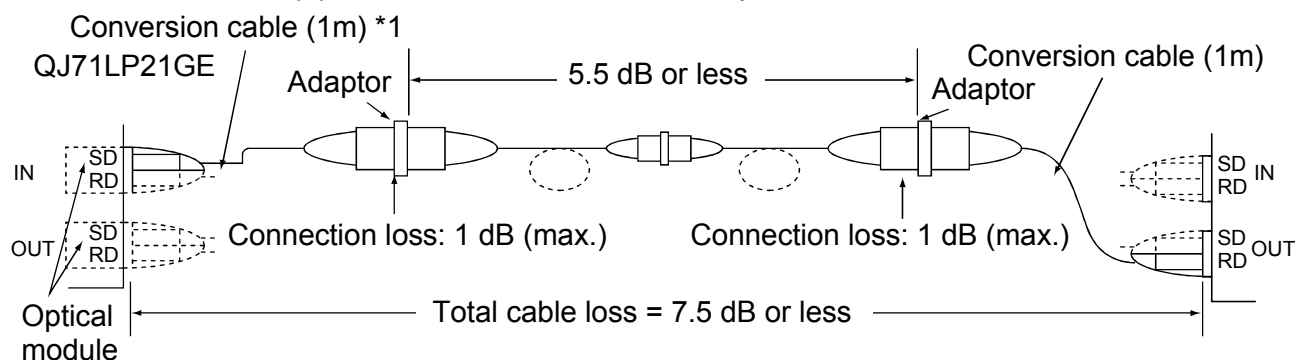 Conversion cable (1m) *1
QJ71LP21GE
Adaptor
5.5 dB or less
Conversion cable (1m)
Adaptor
IN
SD
RD
SD
RD
IN
OUT
SD
RD
Connection loss: 1 dB (max.)
Connection loss: 1 dB (max.)
SD
RD
OUT
Optical
module
Total cable loss = 7.5 dB or less